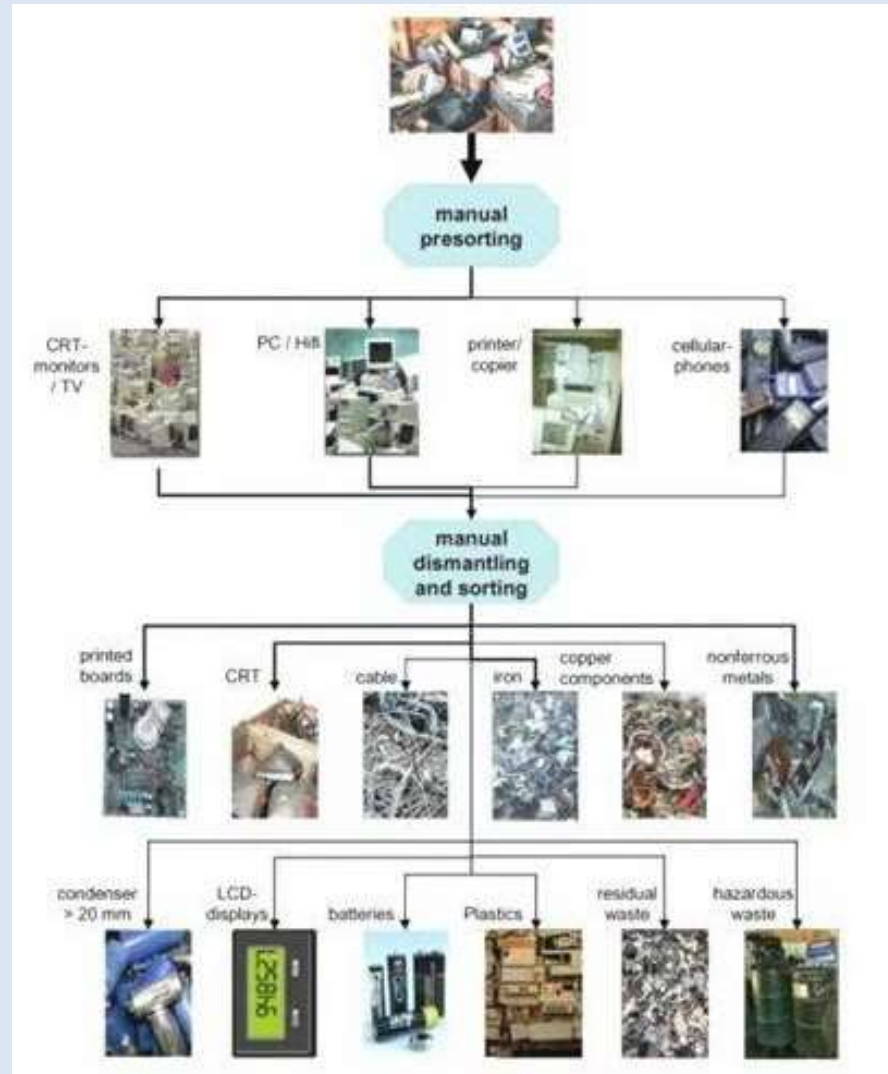 manual
presorting
CRT-
monitors
/ TV
PC / Hifi
printer/
copier
cellular-
phones
manual
dismantling
and sorting
printed
boards
CRT
cable
iron
copper
components
nonferrous
metals
condenser
> 20 mm
LCD-
displays
batteries
Plastics
residual
waste
hazardous
waste